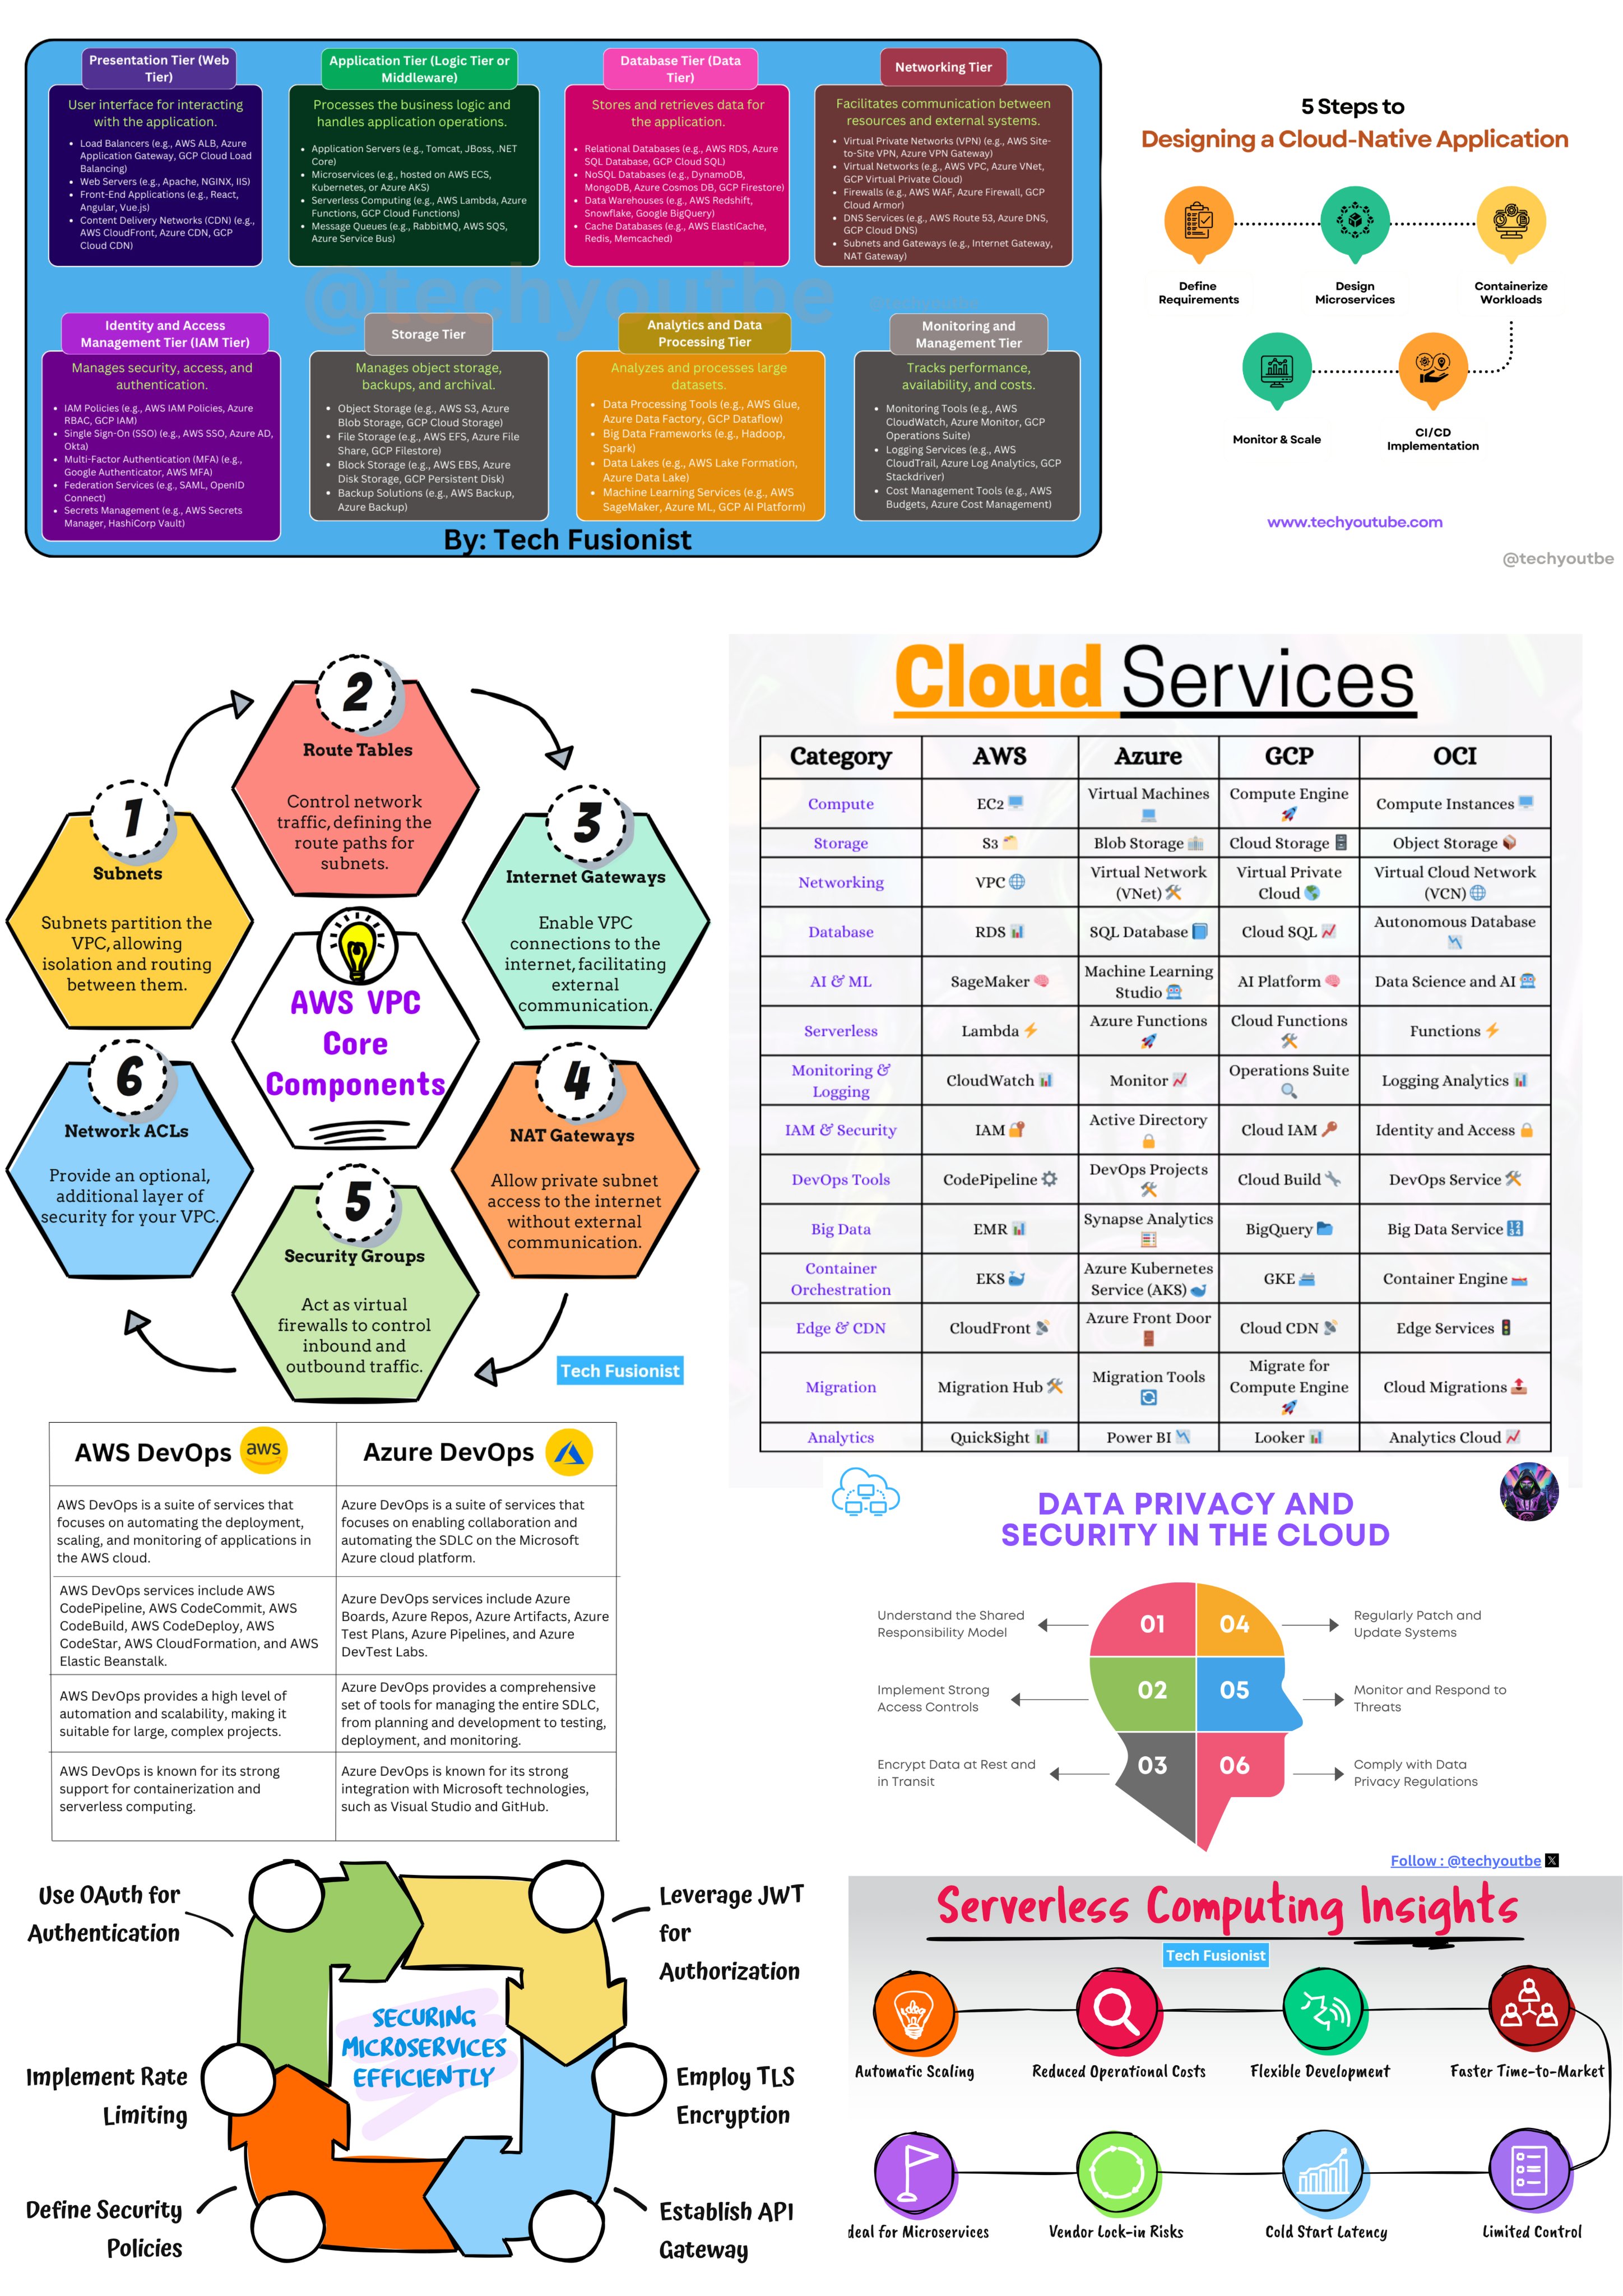 Presentation Tier (Web
Tier)
User interface for interacting
with the application.
• Load Balancers (e.g., AWS ALB, Azure
Application Gateway, GCP Cloud Load
Balancing)
• Web Servers (e.g., Apache, NGINX, IIS)
• Front-End Applications (e.g., React,
Angular, Vue.js)
• Content Delivery Networks (CDN) (e.g.,
AWS CloudFront, Azure CDN, GCP
Cloud CDN)
Application Tier (Logic Tier or
Middleware)
Processes the business logic and
handles application operations.
• Application Servers (e.g., Tomcat, JBoss, .NET
Core)
• Microservices (e.g., hosted on AWS ECS,
Kubernetes, or Azure AKS)
• Serverless Computing (e.g., AWS Lambda, Azure
Functions, GCP Cloud Functions)
• Message Queues (e.g., RabbitMQ, AWS SQS,
Azure Service Bus)
Database Tier (Data
Tier)
Stores and retrieves data for
the application.
• Relational Databases (e.g., AWS RDS, Azure
SQL Database, GCP Cloud SQL)
• NoSQL Databases (e.g., DynamoDB,
MongoDB, Azure Cosmos DB, GCP Firestore)
• Data Warehouses (e.g., AWS Redshift,
Snowflake, Google BigQuery)
• Cache Databases (e.g., AWS ElastiCache,
Redis, Memcached)
Networking Tier
Facilitates communication between
resources and external systems.
• Virtual Private Networks (VPN) (e.g., AWS Site-
to-Site VPN, Azure VPN Gateway)
• Virtual Networks (e.g., AWS VPC, Azure VNet,
GCP Virtual Private Cloud)
• Firewalls (e.g., AWS WAF, Azure Firewall, GCP
Cloud Armor)
• DNS Services (e.g., AWS Route 53, Azure DNS,
GCP Cloud DNS)
• Subnets and Gateways (e.g., Internet Gateway,
NAT Gateway)
@techyoutbe
Identity and Access
Management Tier (IAM Tier)
Manages security, access, and
authentication.
• IAM Policies (e.g., AWS IAM Policies, Azure
RBAC, GCP IAM)
• Single Sign-On (SSO) (e.g., AWS SSO, Azure AD,
Okta)
• Multi-Factor Authentication (MFA) (e.g.,
Google Authenticator, AWS MFA)
• Federation Services (e.g., SAML, OpenID
Connect)
• Secrets Management (e.g., AWS Secrets
Manager, HashiCorp Vault)
Storage Tier
Manages object storage,
backups, and archival.
• Object Storage (e.g., AWS S3, Azure
Blob Storage, GCP Cloud Storage)
• File Storage (e.g., AWS EFS, Azure File
Share, GCP Filestore)
• Block Storage (e.g., AWS EBS, Azure
Disk Storage, GCP Persistent Disk)
• Backup Solutions (e.g., AWS Backup,
Azure Backup)
Analytics and Data
Processing Tier
Analyzes and processes large
datasets.
• Data Processing Tools (e.g., AWS Glue,
Azure Data Factory, GCP Dataflow)
• Big Data Frameworks (e.g., Hadoop,
Spark)
• Data Lakes (e.g., AWS Lake Formation,
Azure Data Lake)
• Machine Learning Services (e.g., AWS
SageMaker, Azure ML, GCP AI Platform)
Monitoring and
Management Tier
Tracks performance,
availability, and costs.
• Monitoring Tools (e.g., AWS
CloudWatch, Azure Monitor, GCP
Operations Suite)
• Logging Services (e.g., AWS
CloudTrail, Azure Log Analytics, GCP
Stackdriver)
• Cost Management Tools (e.g., AWS
Budgets, Azure Cost Management)
By: Tech Fusionist
5 Steps to
Designing a Cloud-Native Application
Define
Requirements
Design
Microservices
Containerize
Workloads
Monitor & Scale
CI/CD
Implementation
www.techyoutube.com
@techyoutbe
1
Subnets
Subnets partition the
VPC, allowing
isolation and routing
between them.
2
Route Tables
Control network
traffic, defining the
route paths for
subnets.
3
Internet Gateways
Enable VPC
connections to the
internet, facilitating
external
communication.
AWS VPC
Core
Components
4
NAT Gateways
Allow private subnet
access to the internet
without external
communication.
5
Security Groups
Act as virtual
firewalls to control
inbound and
outbound traffic.
6
Network ACLs
Provide an optional,
additional layer of
security for your VPC.
Tech Fusionist
Cloud Services
Category AWS Azure GCP OCI
Compute EC2 Virtual Machines Compute Engine Compute Instances
Storage S3 Blob Storage Cloud Storage Object Storage
Networking VPC Virtual Network (VNet) Virtual Private Cloud Virtual Cloud Network (VCN)
Database RDS SQL Database Cloud SQL Autonomous Database
AI & ML SageMaker Machine Learning Studio AI Platform Data Science and AI
Serverless Lambda Azure Functions Cloud Functions Functions
Monitoring & Logging CloudWatch Monitor Operations Suite Logging Analytics
IAM & Security IAM Active Directory Cloud IAM Identity and Access
DevOps Tools CodePipeline DevOps Projects Cloud Build DevOps Service
Big Data EMR Synapse Analytics BigQuery Big Data Service
Container Orchestration EKS Azure Kubernetes Service (AKS) GKE Container Engine
Edge & CDN CloudFront Azure Front Door Cloud CDN Edge Services
Migration Migration Hub Migration Tools Migrate for Compute Engine Cloud Migrations
Analytics QuickSight Power BI Looker Analytics Cloud
AWS DevOps aws
Azure DevOps
AWS DevOps is a suite of services that
focuses on automating the deployment,
scaling, and monitoring of applications in
the AWS cloud.
Azure DevOps is a suite of services that
focuses on enabling collaboration and
automating the SDLC on the Microsoft
Azure cloud platform.
AWS DevOps services include AWS
CodePipeline, AWS CodeCommit, AWS
CodeBuild, AWS CodeDeploy, AWS
CodeStar, AWS CloudFormation, and AWS
Elastic Beanstalk.
Azure DevOps services include Azure
Boards, Azure Repos, Azure Artifacts, Azure
Test Plans, Azure Pipelines, and Azure
DevTest Labs.
AWS DevOps provides a high level of
automation and scalability, making it
suitable for large, complex projects.
Azure DevOps provides a comprehensive
set of tools for managing the entire SDLC,
from planning and development to testing,
deployment, and monitoring.
AWS DevOps is known for its strong
support for containerization and
serverless computing.
Azure DevOps is known for its strong
integration with Microsoft technologies,
such as Visual Studio and GitHub.
DATA PRIVACY AND
SECURITY IN THE CLOUD
Understand the Shared
Responsibility Model
01
04
Regularly Patch and
Update Systems
Implement Strong
Access Controls
02
05
Monitor and Respond to
Threats
Encrypt Data at Rest and
in Transit
03
06
Comply with Data
Privacy Regulations
Follow : @techyoutbe X
Use OAuth for
Authentication
Leverage JWT
for
Authorization
SECURING
MICROSERVICES
EFFICIENTLY
Implement Rate
Limiting
Employ TLS
Encryption
Define Security
Policies
Establish API
Gateway
Serverless Computing Insights
Tech Fusionist
Automatic Scaling
Reduced Operational Costs
Flexible Development
Faster Time-to-Market
deal for Microservices
Vendor Lock-in Risks
Cold Start Latency
Limited Control